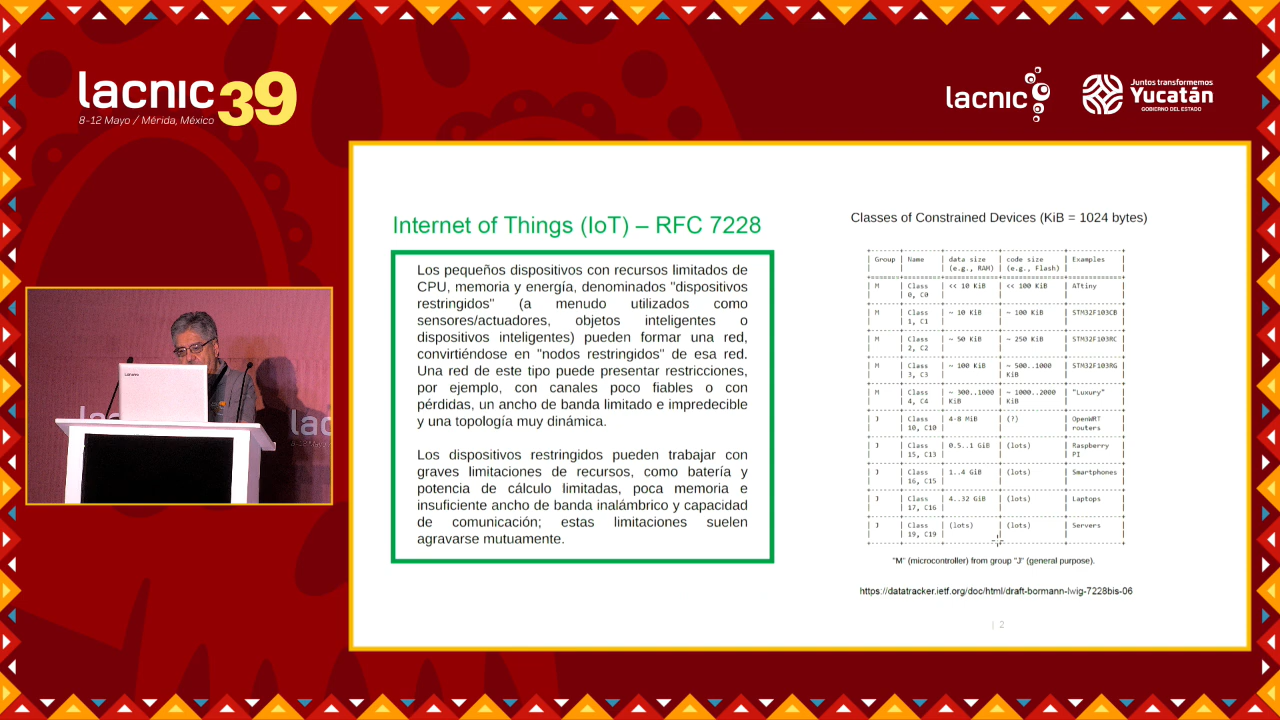 lacnic 39
8-12 Mayo / Mérida, México
lacnic
Juntos transformemos
Yucatán
GOBIERNO DEL ESTADO
Internet of Things (IoT) – RFC 7228
Los pequeños dispositivos con recursos limitados de
CPU, memoria y energía, denominados "dispositivos
restringidos" (a menudo utilizados como
sensores/actuadores, objetos inteligentes o
dispositivos inteligentes) pueden formar una red,
convirtiéndose en "nodos restringidos" de esa red.
Una red de este tipo puede presentar restricciones,
por ejemplo, con canales poco fiables o con
pérdidas, un ancho de banda limitado e impredecible
y una topología muy dinámica.
Los dispositivos restringidos pueden trabajar con
graves limitaciones de recursos, como batería y
potencia de cálculo limitadas, poca memoria e
insuficiente ancho de banda inalámbrico y capacidad
de comunicación; estas limitaciones suelen
agravarse mutuamente.
Classes of Constrained Devices (KiB = 1024 bytes)
Group | Name | data size | code size | Examples
(e.g., RAM) | (e.g., Flash)
M | Class | << 10 KiB | << 100 KiB | ATtiny
0, C0
M | Class | ~ 10 KiB | ~ 100 KiB | STM32F103CB
1, C1
M | Class | ~ 50 KiB | ~ 250 KiB | STM32F103RC
2, C2
M | Class | ~ 100 KiB | ~ 500..1000 | STM32F103RG
3, C3 | KiB
M | Class | ~ 300..1000 | ~ 1000..2000 | "Luxury"
4, C4 | KiB | KiB
J | Class | 4-8 MiB | (?) | OpenWRT
10, C10 | routers
J | Class | 0.5..1 GiB | (lots) | Raspberry
15, C13 | PI
J | Class | 1..4 GiB | (lots) | Smartphones
16, C15
J | Class | 4..32 GiB | (lots) | Laptops
17, C16
J | Class | (lots) | (lots) | Servers
19, C19
"M" (microcontroller) from group "J" (general purpose).
https://datatracker.ietf.org/doc/html/draft-bormann-lwig-7228bis-06
| 2
Lenovo
lac